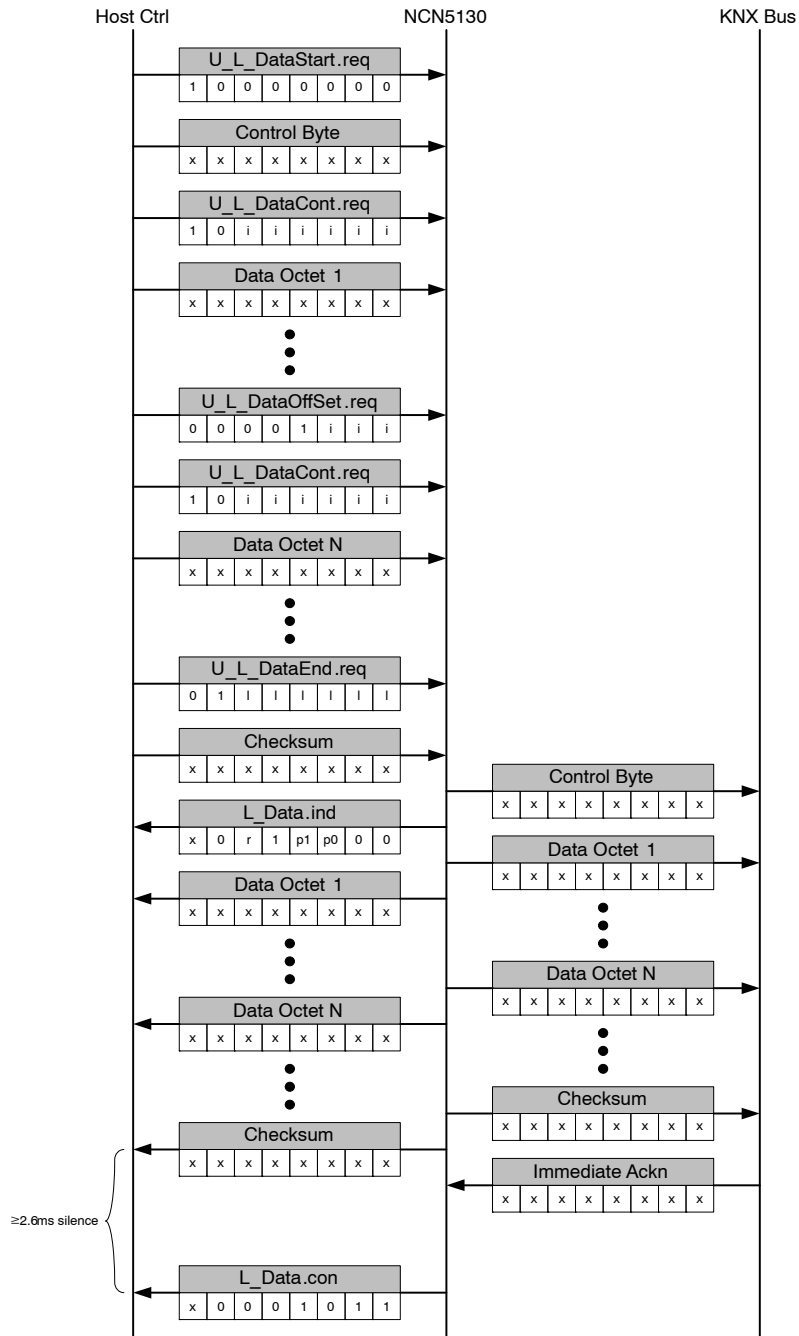 Host Ctrl NCN5130 KNX Bus
U_L_DataStart.req
1 0 0 0 0 0 0 0
Control Byte
x x x x x x x x
U_L_DataCont.req
1 0 i i i i i i
Data Octet 1
x x x x x x x x
U_L_DataOffSet.req
0 0 0 0 1 i i i
U_L_DataCont.req
1 0 i i i i i i
Data Octet N
x x x x x x x x
U_L_DataEnd.req
0 1 l l l l l l
Checksum
x x x x x x x x
Control Byte
x x x x x x x x
L_Data.ind
x 0 r 1 p1 p0 0 0
Data Octet 1
x x x x x x x x
Data Octet 1
x x x x x x x x
Data Octet N
x x x x x x x x
Data Octet N
x x x x x x x x
Checksum
x x x x x x x x
Checksum
x x x x x x x x
Immediate Ackn
x x x x x x x x
≥2.6ms silence
L_Data.con
x 0 0 0 1 0 1 1